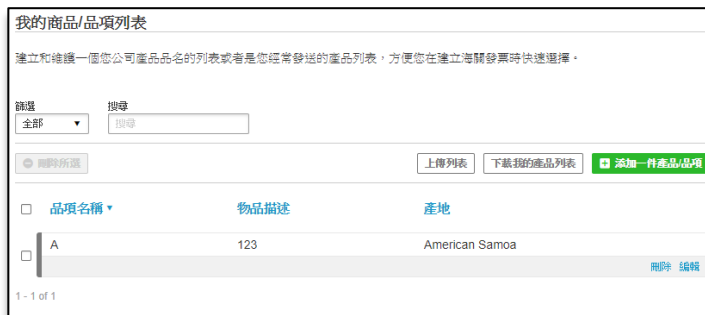 我的商品/品項列表
建立和維護一個您公司產品品名的列表或者是您經常發送的產品列表，方便您在建立海關發票時快速選擇。
篩選 搜尋
全部 搜尋
刪除所選 上傳列表 下載我的產品列表 添加一件產品/品項
品項名稱 物品描述 產地
A 123 American Samoa
刪除 編輯
1 - 1 of 1